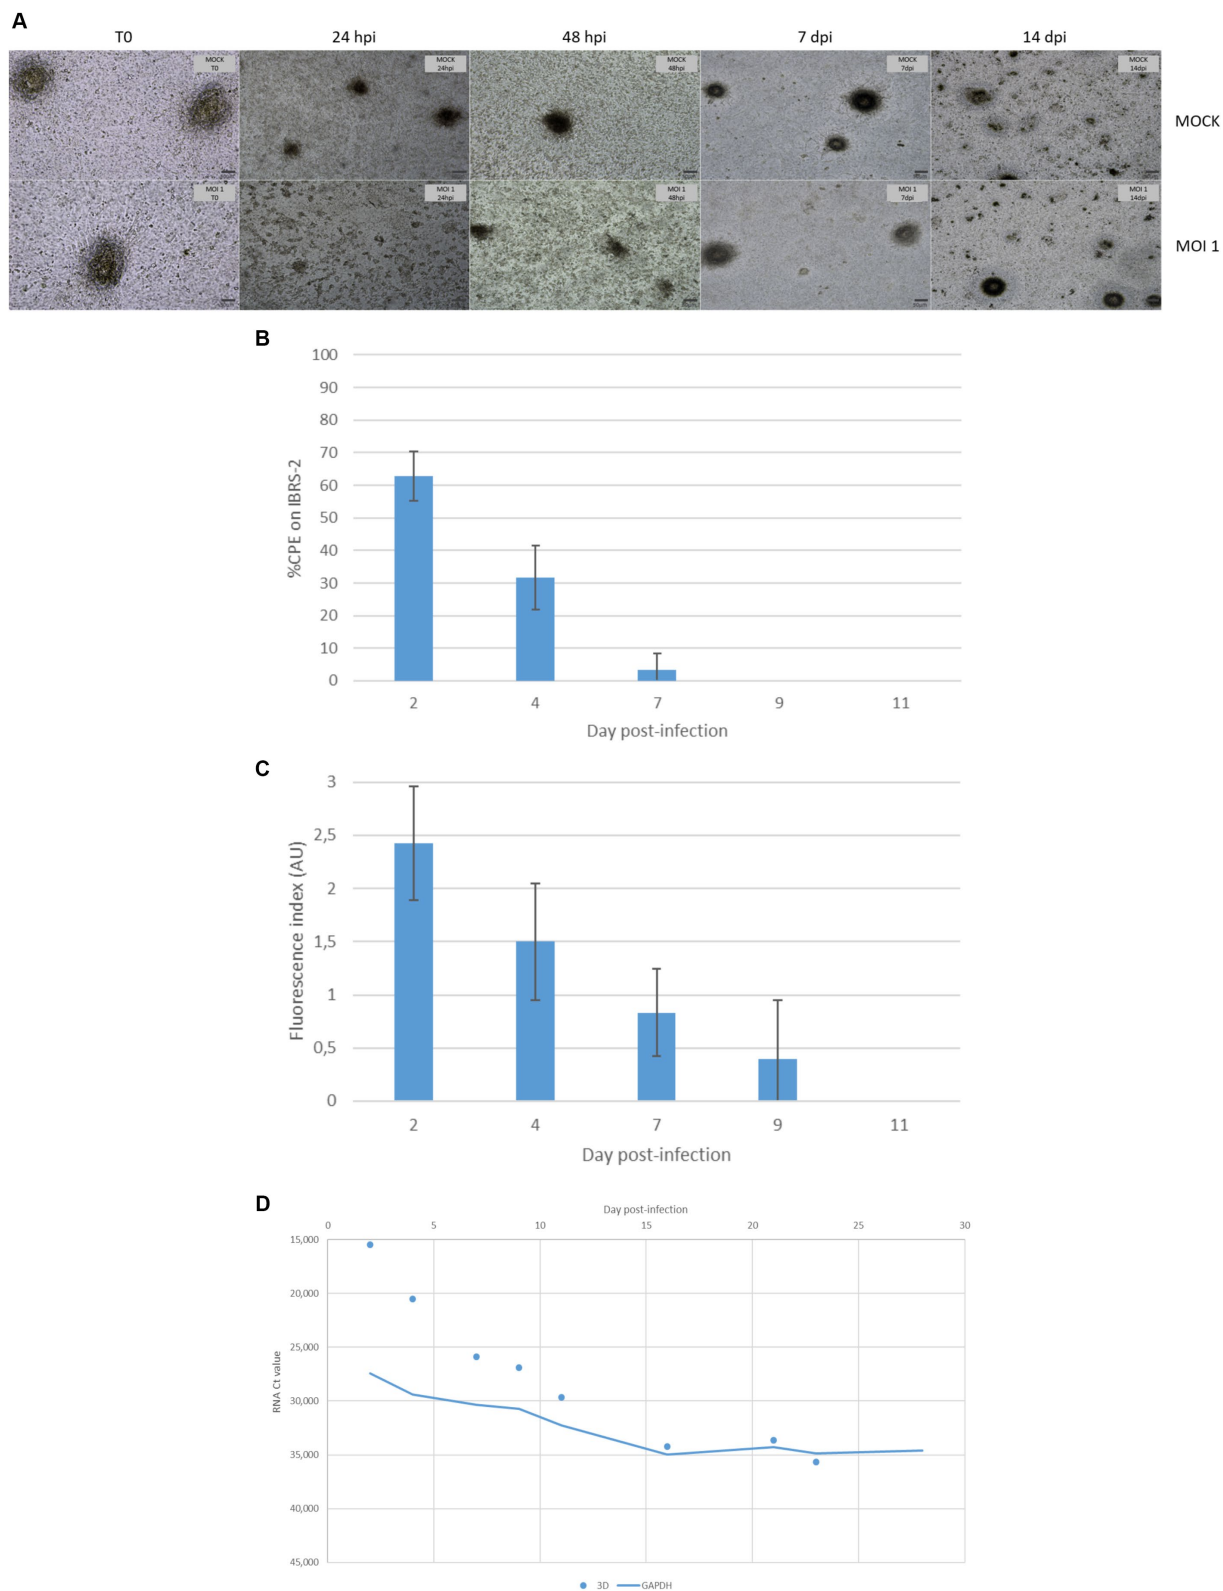 A
T0 24 hpi 48 hpi 7 dpi 14 dpi
MOCK T0
MOCK 24hpi
MOCK 48hpi
MOCK 7dpi
MOCK 14dpi
MOCK
MOI 1 T0
MOI 1 24hpi
MOI 1 48hpi
MOI 1 7dpi
MOI 1 14dpi
MOI 1
B
%CPE on IBRS-2
100
90
80
70
60
50
40
30
20
10
0
2 4 7 9 11
Day post-infection
C
Fluorescence index (AU)
3
2,5
2
1,5
1
0,5
0
2 4 7 9 11
Day post-infection
D
Day post-infection
0 5 10 15 20 25 30
RNA Ct value
15,000
20,000
25,000
30,000
35,000
40,000
45,000
3D GAPDH